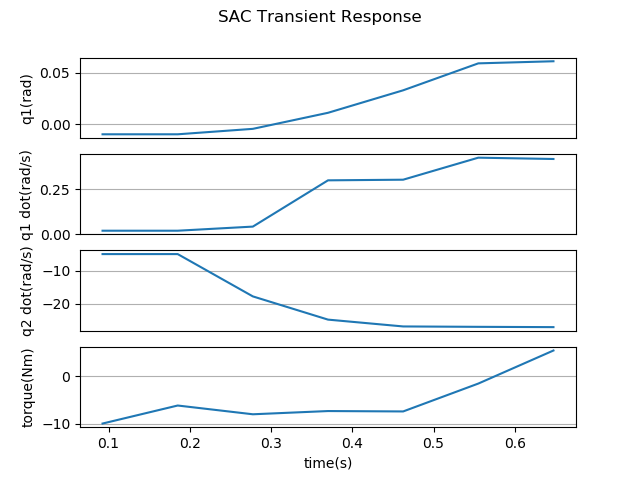 SAC Transient Response
q1(rad)
0.05
0.00
q1 dot(rad/s)
0.25
0.00
q2 dot(rad/s)
−10
−20
torque(Nm)
0
−10
0.1 0.2 0.3 0.4 0.5 0.6
time(s)